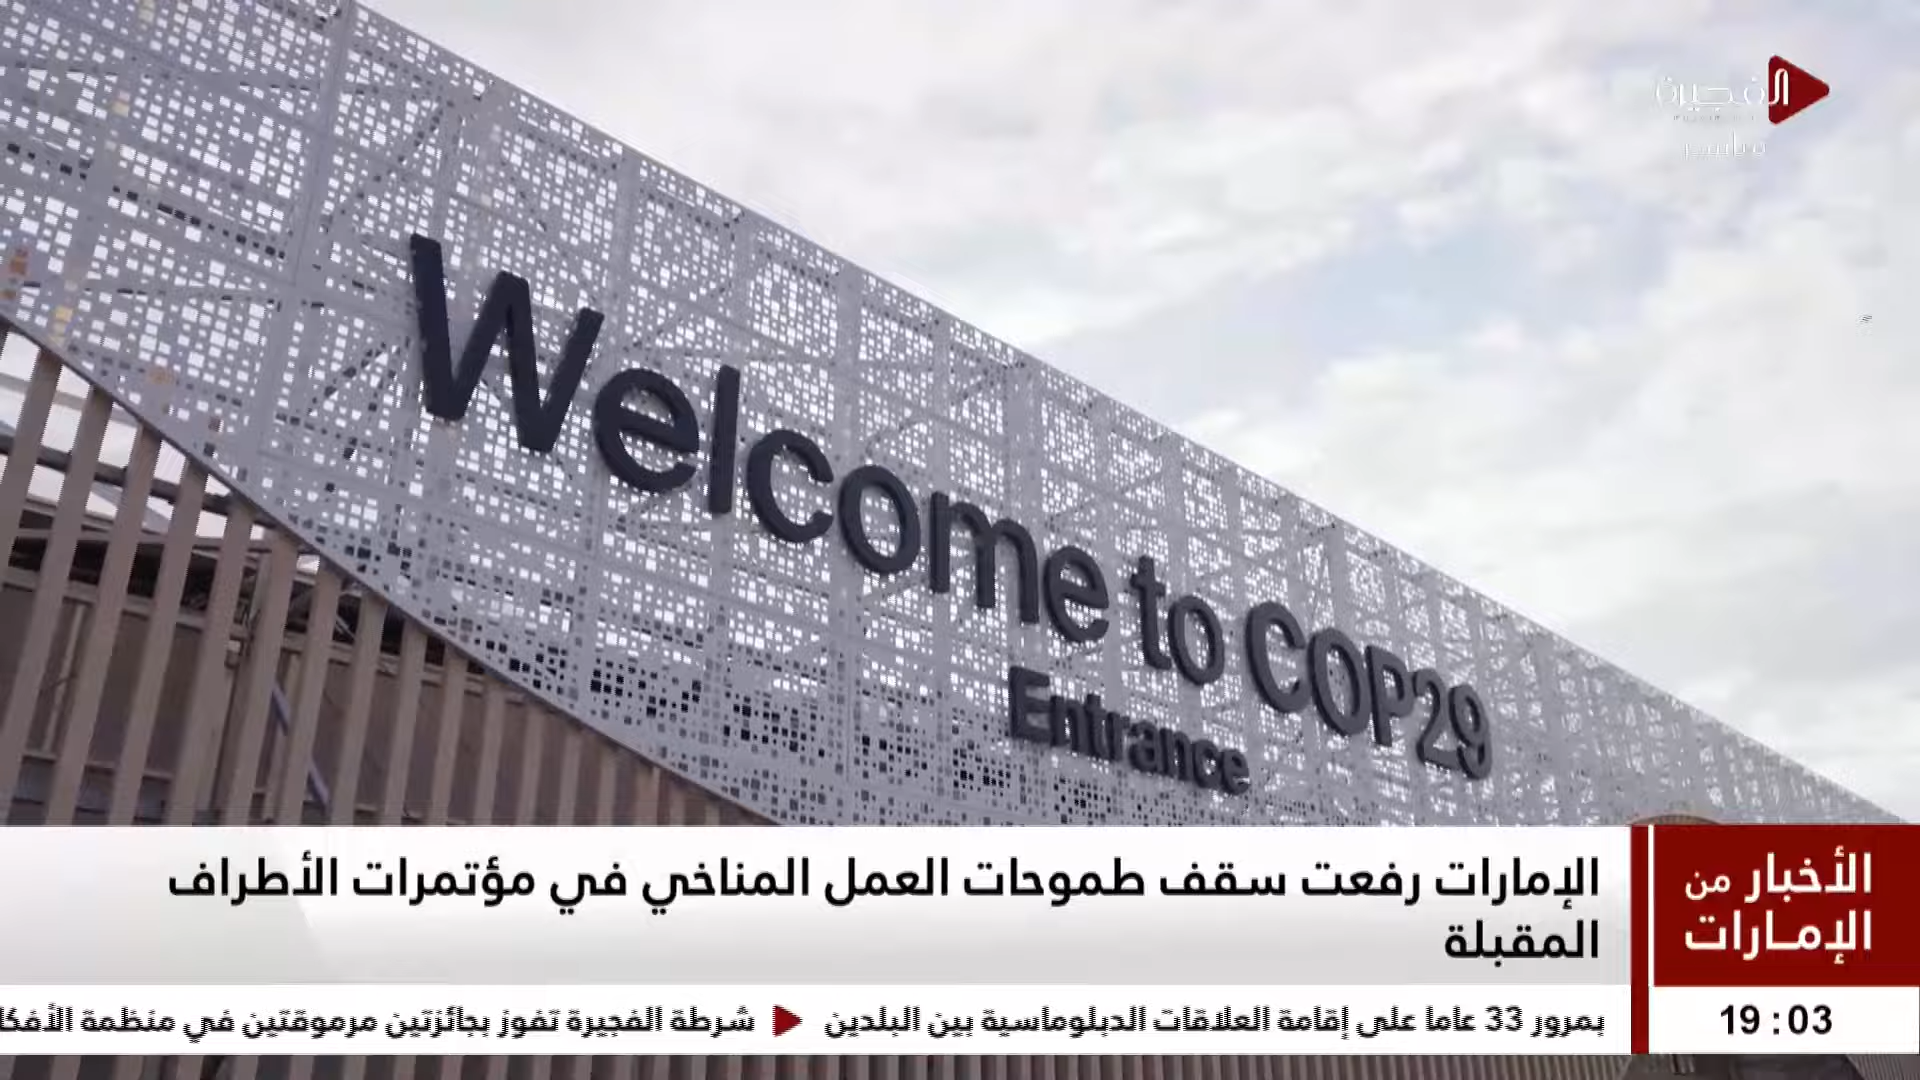 الفجيرة
مباشر
Welcome to COP29
Entrance
الإمارات رفعت سقف طموحات العمل المناخي في مؤتمرات الأطراف
المقبلة
الأخبار من
الإمارات
بمرور 33 عاما على إقامة العلاقات الدبلوماسية بين البلدين شرطة الفجيرة تفوز بجائزتين مرموقتين في منظمة
19:03